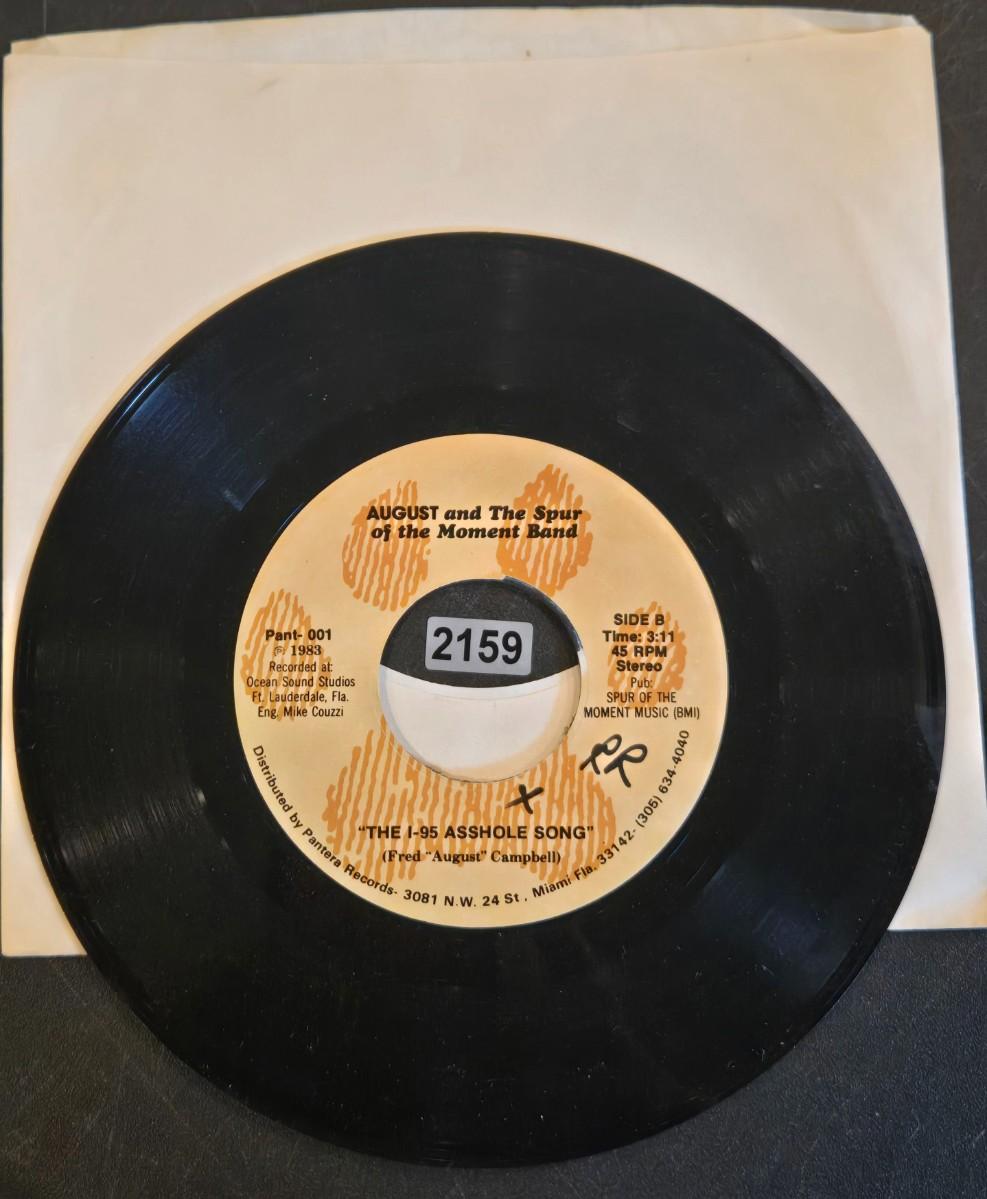 AUGUST and The Spur
of the Moment Band
Pant- 001
℗ 1983
Recorded at:
Ocean Sound Studios
Ft. Lauderdale, Fla.
Eng. Mike Couzzi
2159
SIDE B
Time: 3:11
45 RPM
Stereo
Pub:
SPUR OF THE
MOMENT MUSIC (BMI)
RR
x
"THE I-95 ASSHOLE SONG"
(Fred "August" Campbell)
Distributed by Pantera Records- 3081 N.W. 24 St., Miami Fla. 33142- (305) 634-4040